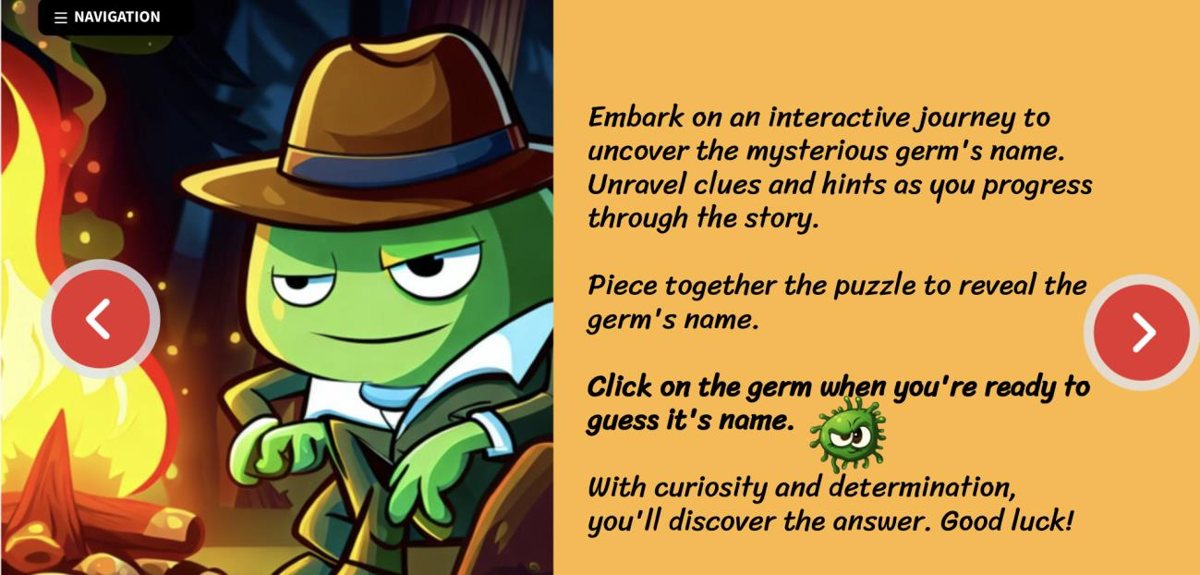 NAVIGATION
Embark on an interactive journey to
uncover the mysterious germ's name.
Unravel clues and hints as you progress
through the story.
Piece together the puzzle to reveal the
germ's name.
Click on the germ when you're ready to
guess it's name.
With curiosity and determination,
you'll discover the answer. Good luck!